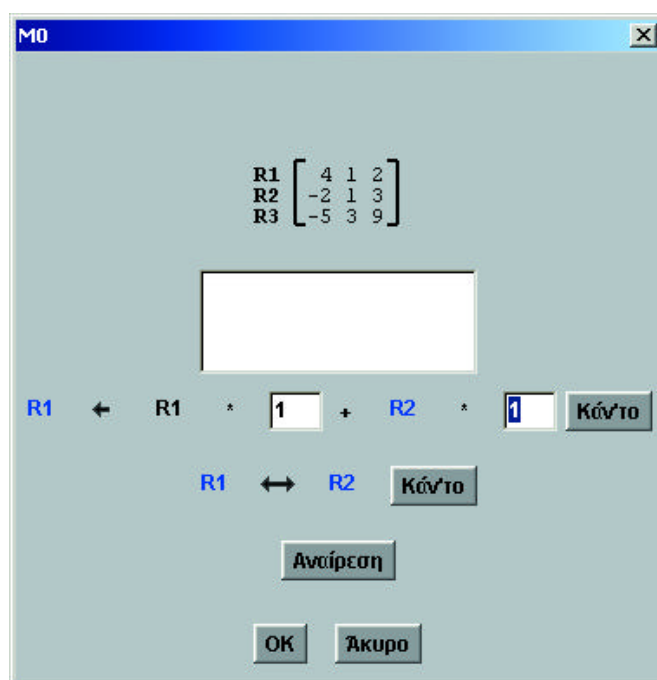 M0
R1 4 1 2
R2 -2 1 3
R3 -5 3 9
R1 ← R1 * 1 + R2 * 1 Κάν'το
R1 ↔ R2 Κάν'το
Αναίρεση
OK Άκυρο